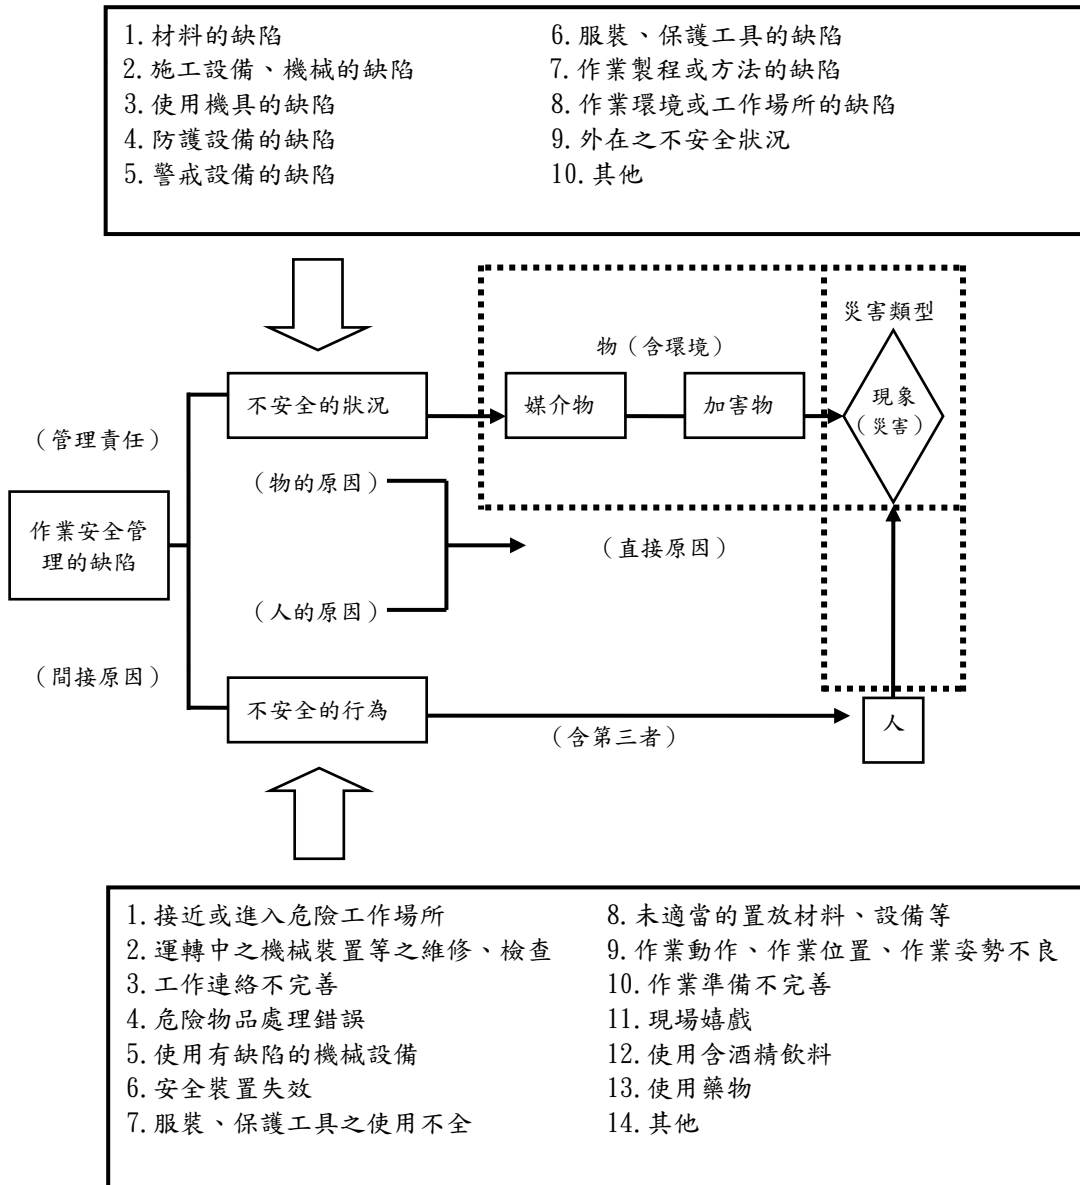 1.材料的缺陷
2.施工設備、機械的缺陷
3.使用機具的缺陷
4.防護設備的缺陷
5.警戒設備的缺陷
6.服裝、保護工具的缺陷
7.作業製程或方法的缺陷
8.作業環境或工作場所的缺陷
9.外在之不安全狀況
10.其他
災害類型
物（含環境）
不安全的狀況
媒介物
加害物
現象
（災害）
（管理責任）
（物的原因）
作業安全管
理的缺陷
（直接原因）
（人的原因）
（間接原因）
不安全的行為
（含第三者）
人
1.接近或進入危險工作場所
2.運轉中之機械裝置等之維修、檢查
3.工作連絡不完善
4.危險物品處理錯誤
5.使用有缺陷的機械設備
6.安全裝置失效
7.服裝、保護工具之使用不全
8.未適當的置放材料、設備等
9.作業動作、作業位置、作業姿勢不良
10.作業準備不完善
11.現場嬉戲
12.使用含酒精飲料
13.使用藥物
14.其他